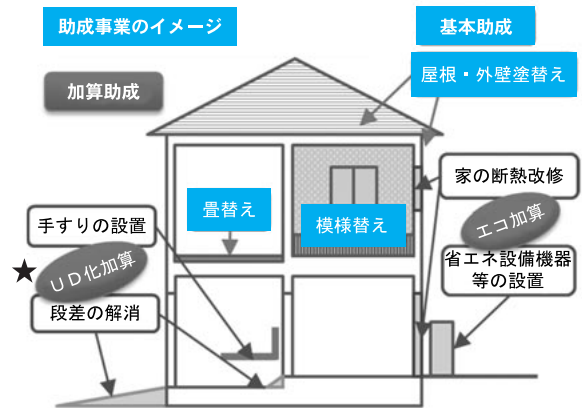 助成事業のイメージ
基本助成
屋根・外壁塗替え
加算助成
家の断熱改修
畳替え
模様替え
手すりの設置
エコ加算
★
UD化加算
省エネ設備機器
等の設置
段差の解消